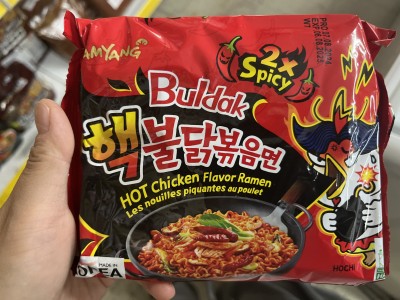 SAMYANG
2x
Spicy
Buldak
핵불닭볶음면
HOT Chicken Flavor Ramen
Les nouilles piquantes au poulet
MADE IN
KOREA
HOCHI